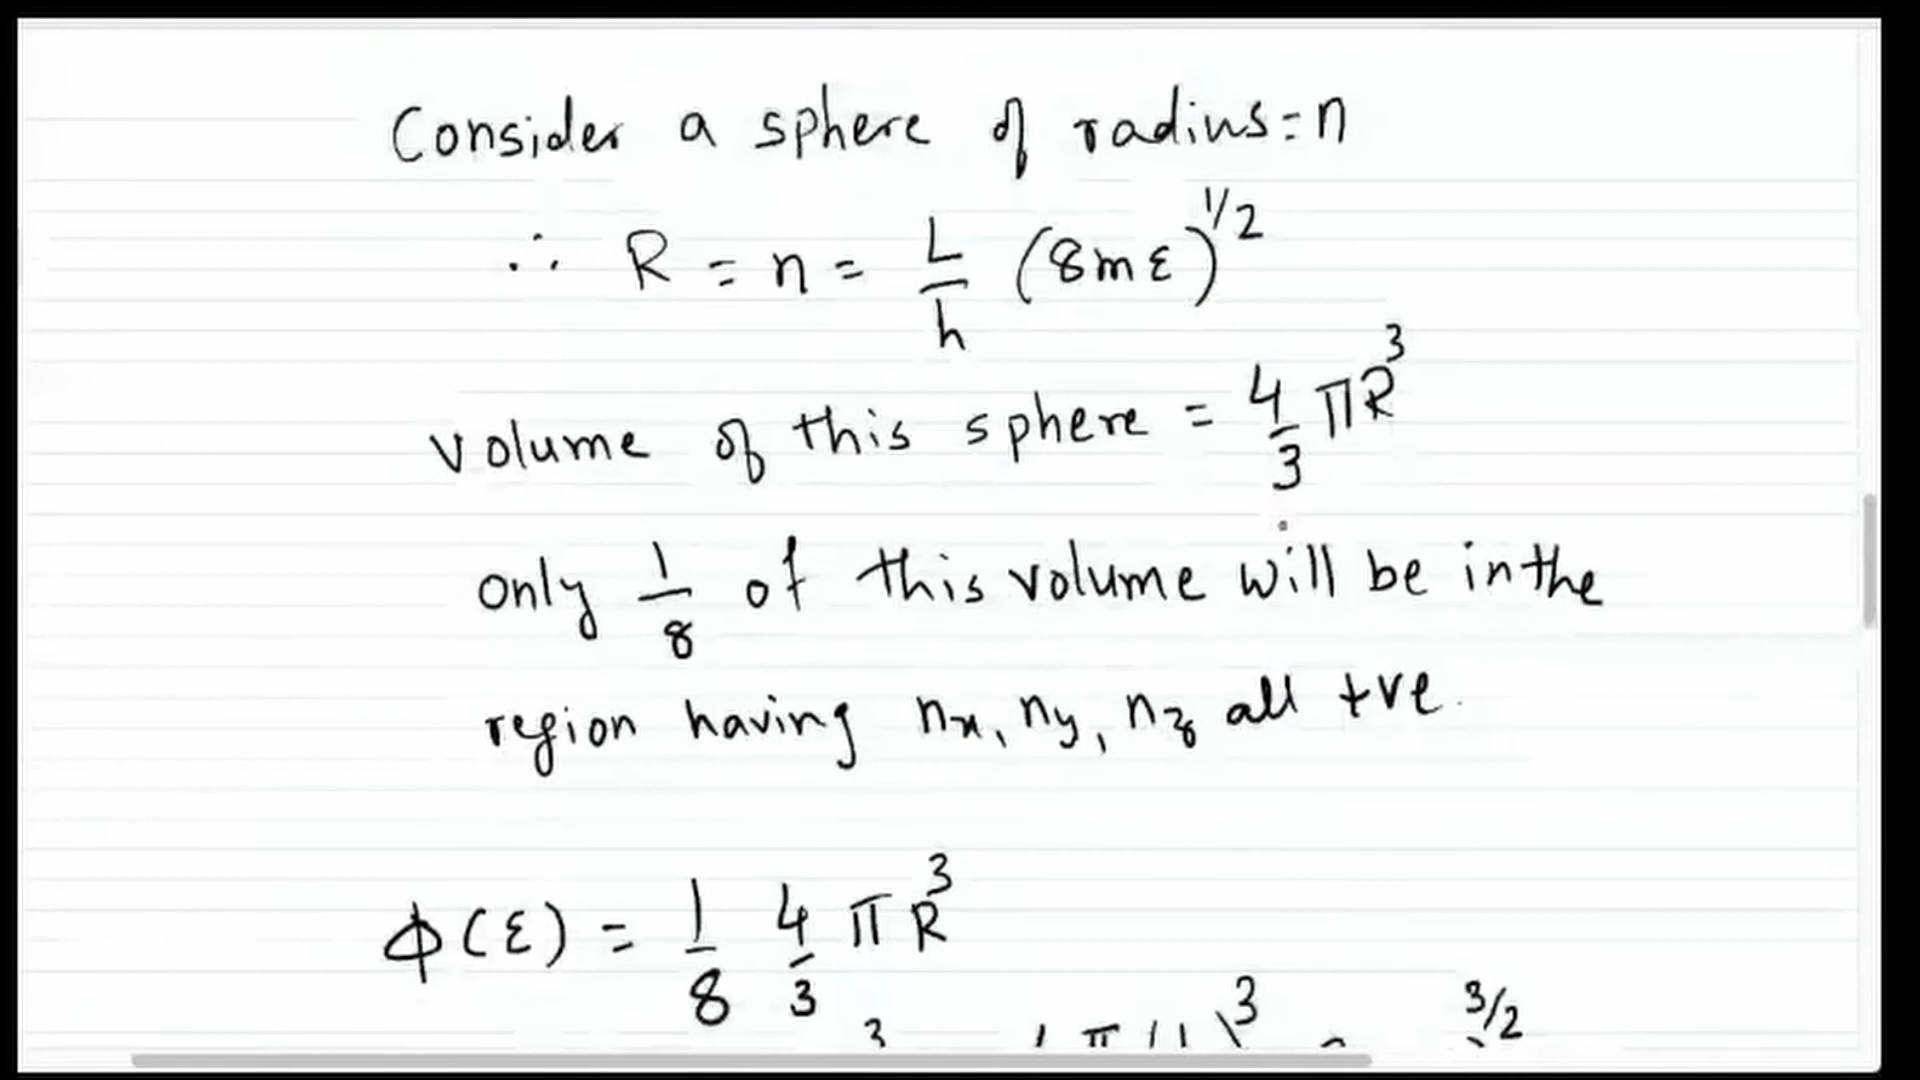 Consider a sphere of radius = n
∴ R = n = L/h (8mε)^1/2
volume of this sphere = 4/3 πR^3
only 1/8 of this volume will be in the
region having nx, ny, nz all +ve.
Φ(ε) = 1/8 4/3 πR^3